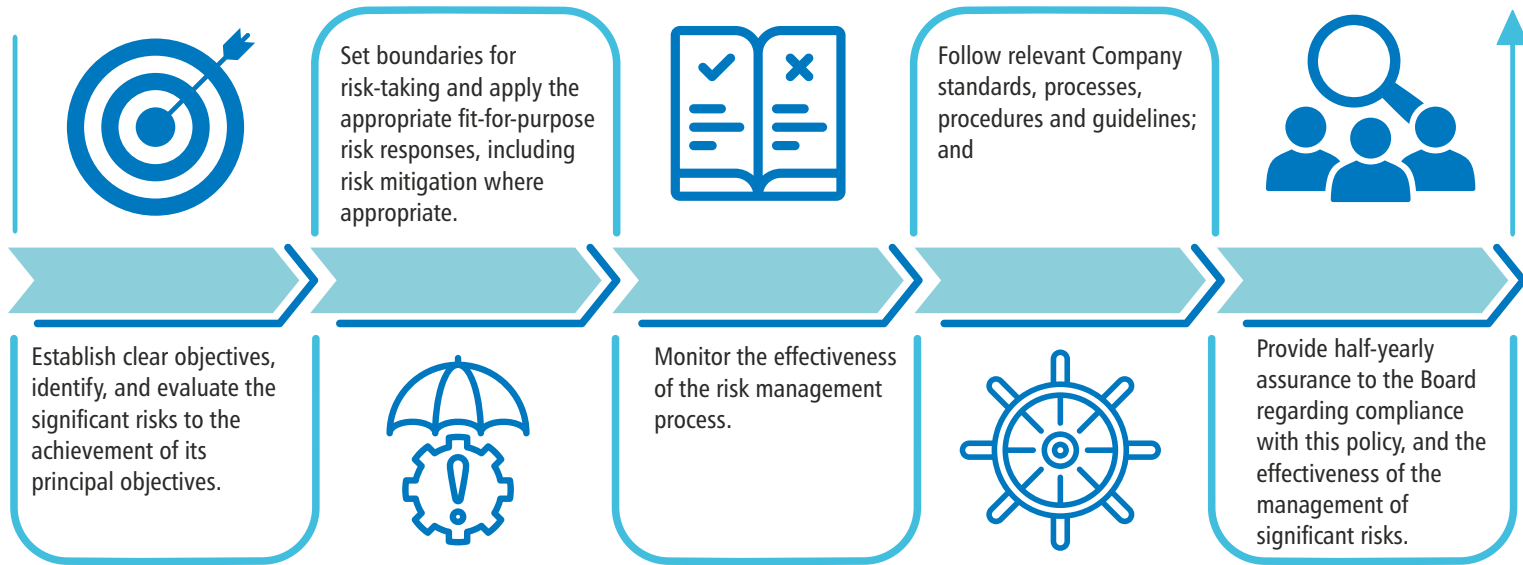 Establish clear objectives,
identify, and evaluate the
significant risks to the
achievement of its
principal objectives.
Set boundaries for
risk-taking and apply the
appropriate fit-for-purpose
risk responses, including
risk mitigation where
appropriate.
Monitor the effectiveness
of the risk management
process.
Follow relevant Company
standards, processes,
procedures and guidelines;
and
Provide half-yearly
assurance to the Board
regarding compliance
with this policy, and the
effectiveness of the
management of
significant risks.